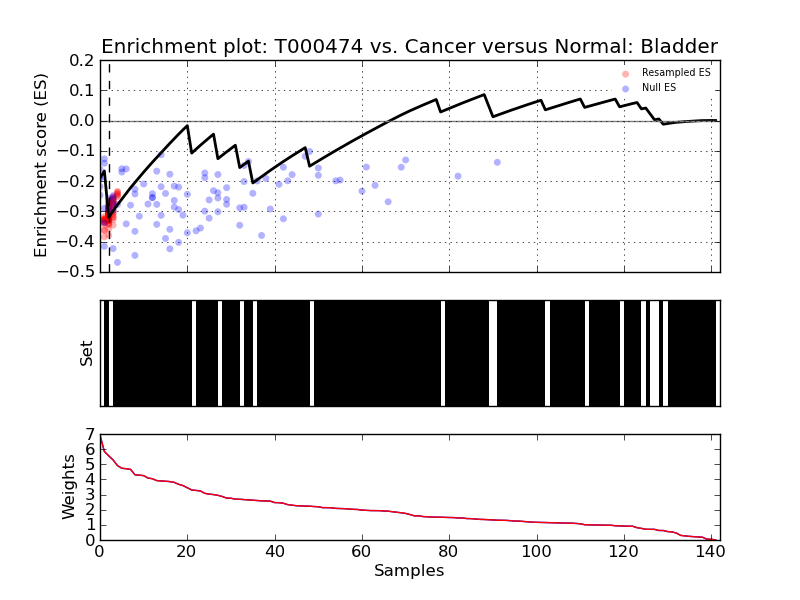 Enrichment plot: T000474 vs. Cancer versus Normal: Bladder
Enrichment score (ES)
0.2
0.1
0.0
−0.1
−0.2
−0.3
−0.4
−0.5
Resampled ES
Null ES
Set
Weights
7
6
5
4
3
2
1
0
0 20 40 60 80 100 120 140
Samples